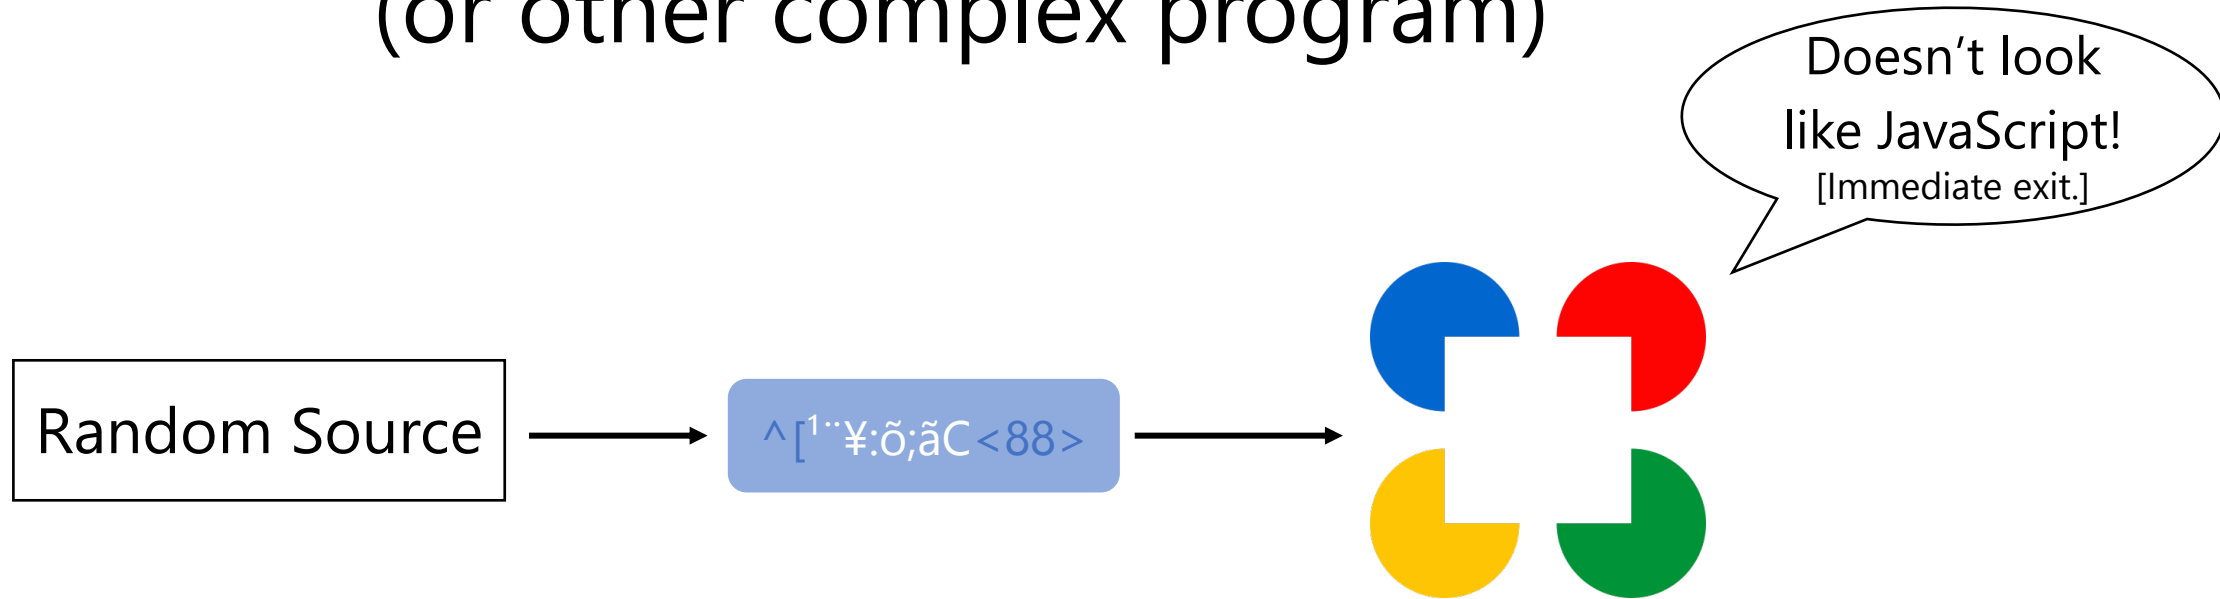 (or other complex program)
Doesn’t look
like JavaScript!
[Immediate exit.]
Random Source
^[¹¨¥:õ;ãC<88>